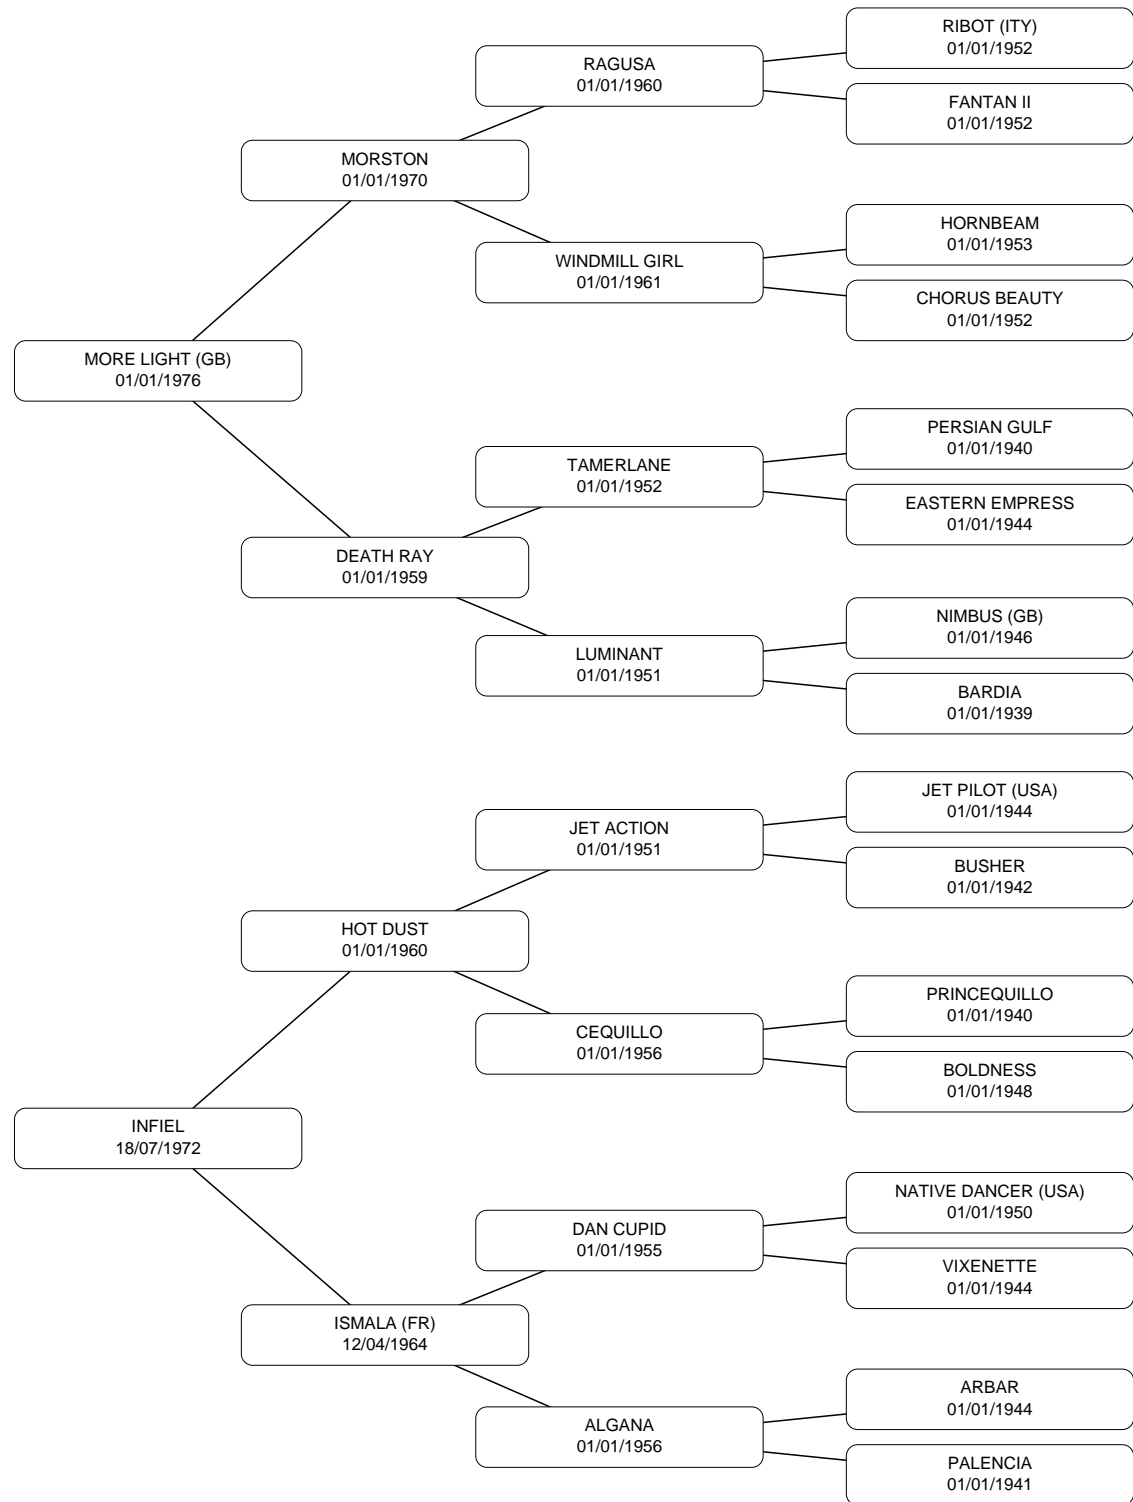 RIBOT (ITY)
01/01/1952
RAGUSA
01/01/1960
FANTAN II
01/01/1952
MORSTON
01/01/1970
HORNBEAM
01/01/1953
WINDMILL GIRL
01/01/1961
CHORUS BEAUTY
01/01/1952
MORE LIGHT (GB)
01/01/1976
PERSIAN GULF
01/01/1940
TAMERLANE
01/01/1952
EASTERN EMPRESS
01/01/1944
DEATH RAY
01/01/1959
NIMBUS (GB)
01/01/1946
LUMINANT
01/01/1951
BARDIA
01/01/1939
JET PILOT (USA)
01/01/1944
JET ACTION
01/01/1951
BUSHER
01/01/1942
HOT DUST
01/01/1960
PRINCEQUILLO
01/01/1940
CEQUILLO
01/01/1956
BOLDNESS
01/01/1948
INFIEL
18/07/1972
NATIVE DANCER (USA)
01/01/1950
DAN CUPID
01/01/1955
VIXENETTE
01/01/1944
ISMALA (FR)
12/04/1964
ARBAR
01/01/1944
ALGANA
01/01/1956
PALENCIA
01/01/1941